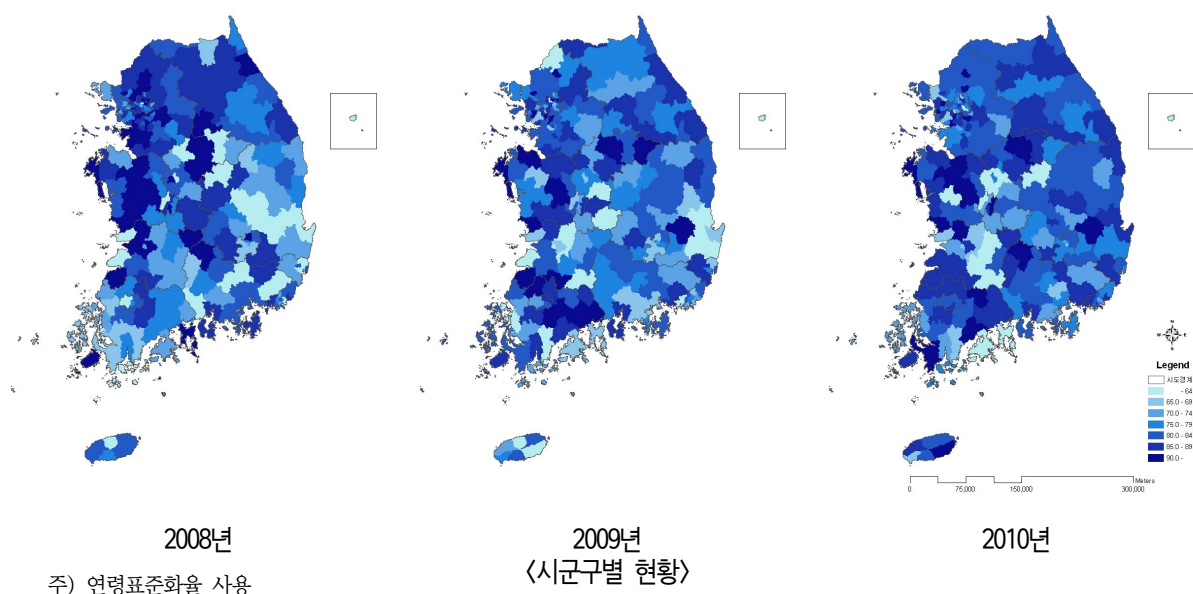 N
W E
S
Legend
시도경계
- 64
65.0 - 69
70.0 - 74
75.0 - 79
80.0 - 84
85.0 - 89
90.0 -
Meters
0 75,000 150,000 300,000
2008년 2009년 2010년
<시군구별 현황>
주) 연령표준화율 사용